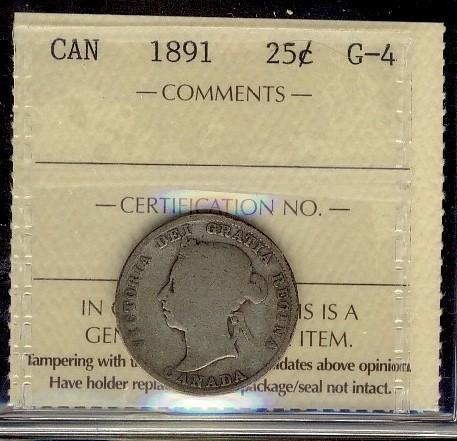 CAN 1891 25¢ G-4
— COMMENTS —
— CERTIFICATION NO. —
VICTORIA DEI GRATIA REGINA
CANADA
IN IS IS A
GEN ITEM.
Tampering with dates above opinion
Have holder repla package/seal not intact.